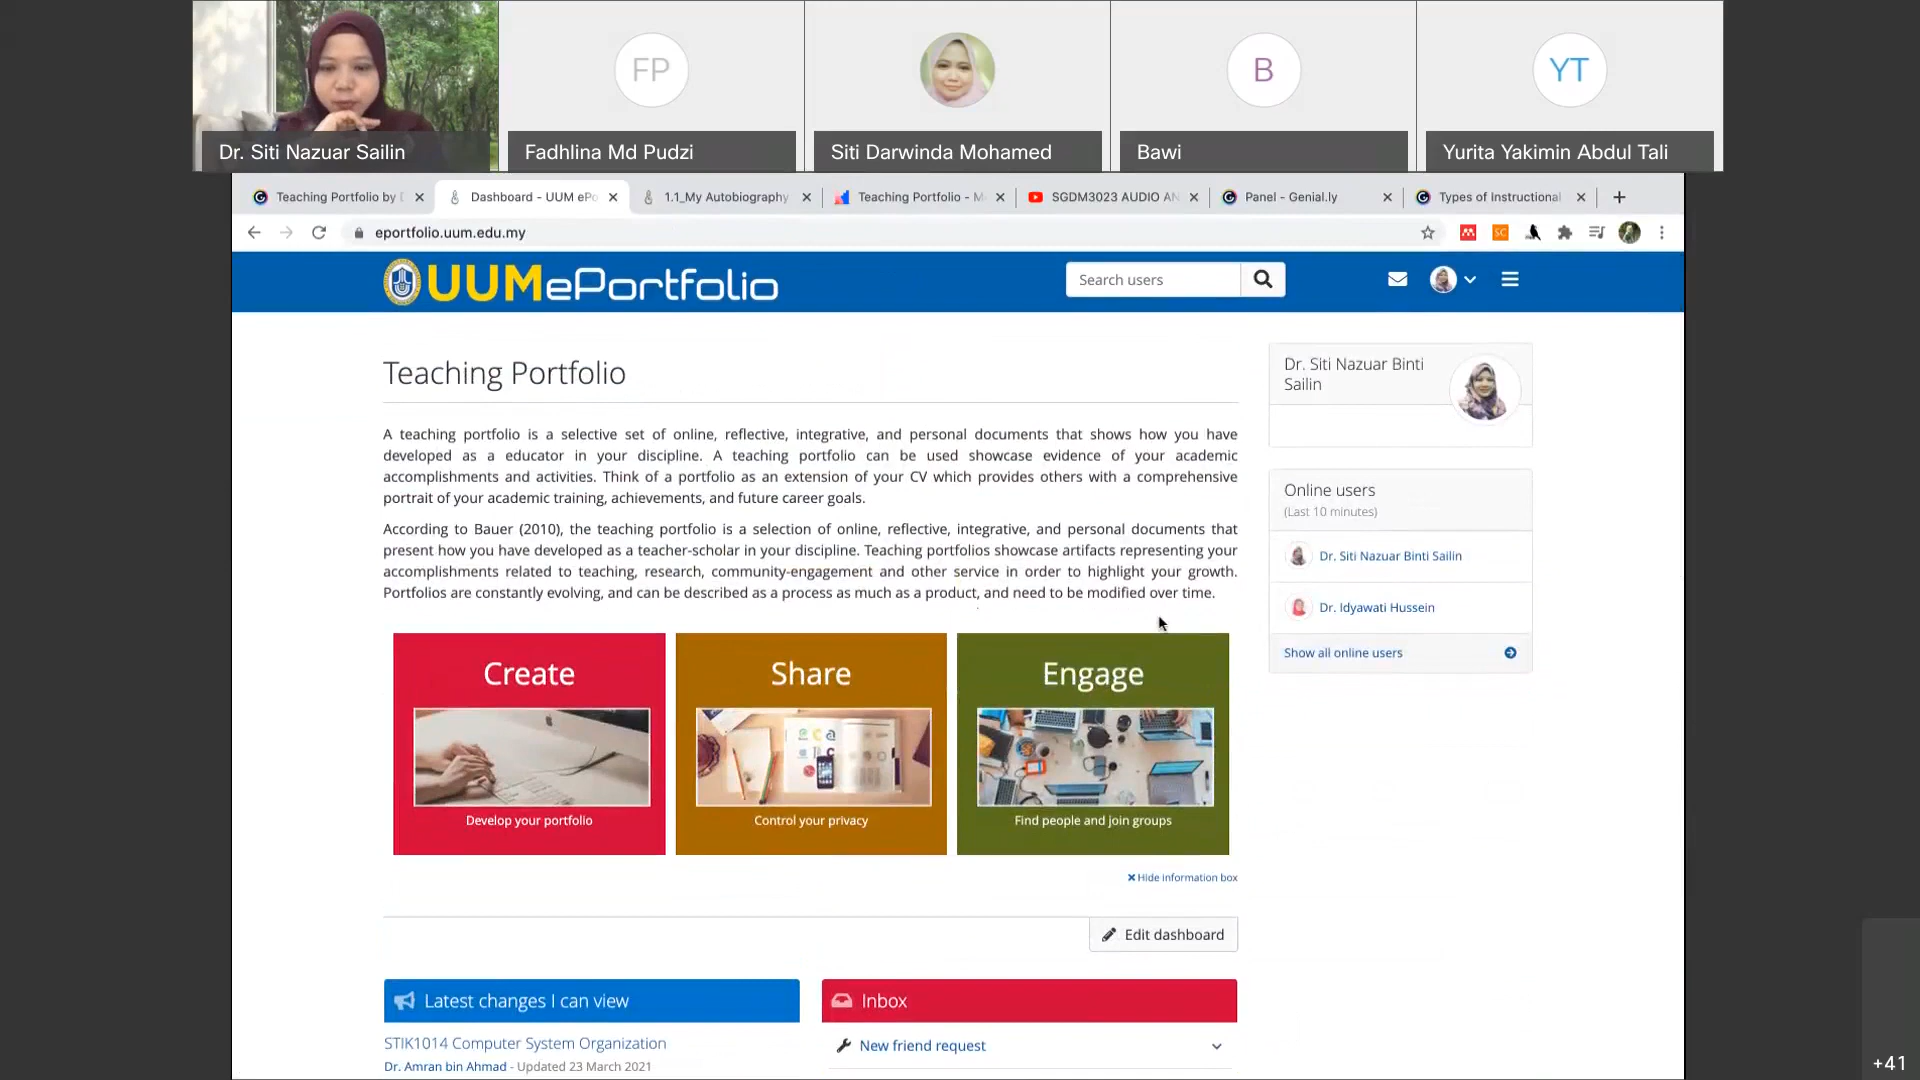 FP
B
YT
Dr. Siti Nazuar Sailin
Fadhlina Md Pudzi
Siti Darwinda Mohamed
Bawi
Yurita Yakimin Abdul Tali
Teaching Portfolio by
Dashboard - UUM ePo
1.1_My Autobiography
Teaching Portfolio - M
SGDM3023 AUDIO AN
Panel - Genial.ly
Types of Instructional
eportfolio.uum.edu.my
SC
UUMePortfolio
Search users
Teaching Portfolio
A teaching portfolio is a selective set of online, reflective, integrative, and personal documents that shows how you have
developed as a educator in your discipline. A teaching portfolio can be used showcase evidence of your academic
accomplishments and activities. Think of a portfolio as an extension of your CV which provides others with a comprehensive
portrait of your academic training, achievements, and future career goals.
According to Bauer (2010), the teaching portfolio is a selection of online, reflective, integrative, and personal documents that
present how you have developed as a teacher-scholar in your discipline. Teaching portfolios showcase artifacts representing your
accomplishments related to teaching, research, community-engagement and other service in order to highlight your growth.
Portfolios are constantly evolving, and can be described as a process as much as a product, and need to be modified over time.
Create
Develop your portfolio
Share
Control your privacy
Engage
Find people and join groups
Hide information box
Edit dashboard
Latest changes I can view
STIK1014 Computer System Organization
Dr. Amran bin Ahmad - Updated 23 March 2021
Inbox
New friend request
Dr. Siti Nazuar Binti
Sailin
Online users
(Last 10 minutes)
Dr. Siti Nazuar Binti Sailin
Dr. Idyawati Hussein
Show all online users
+41